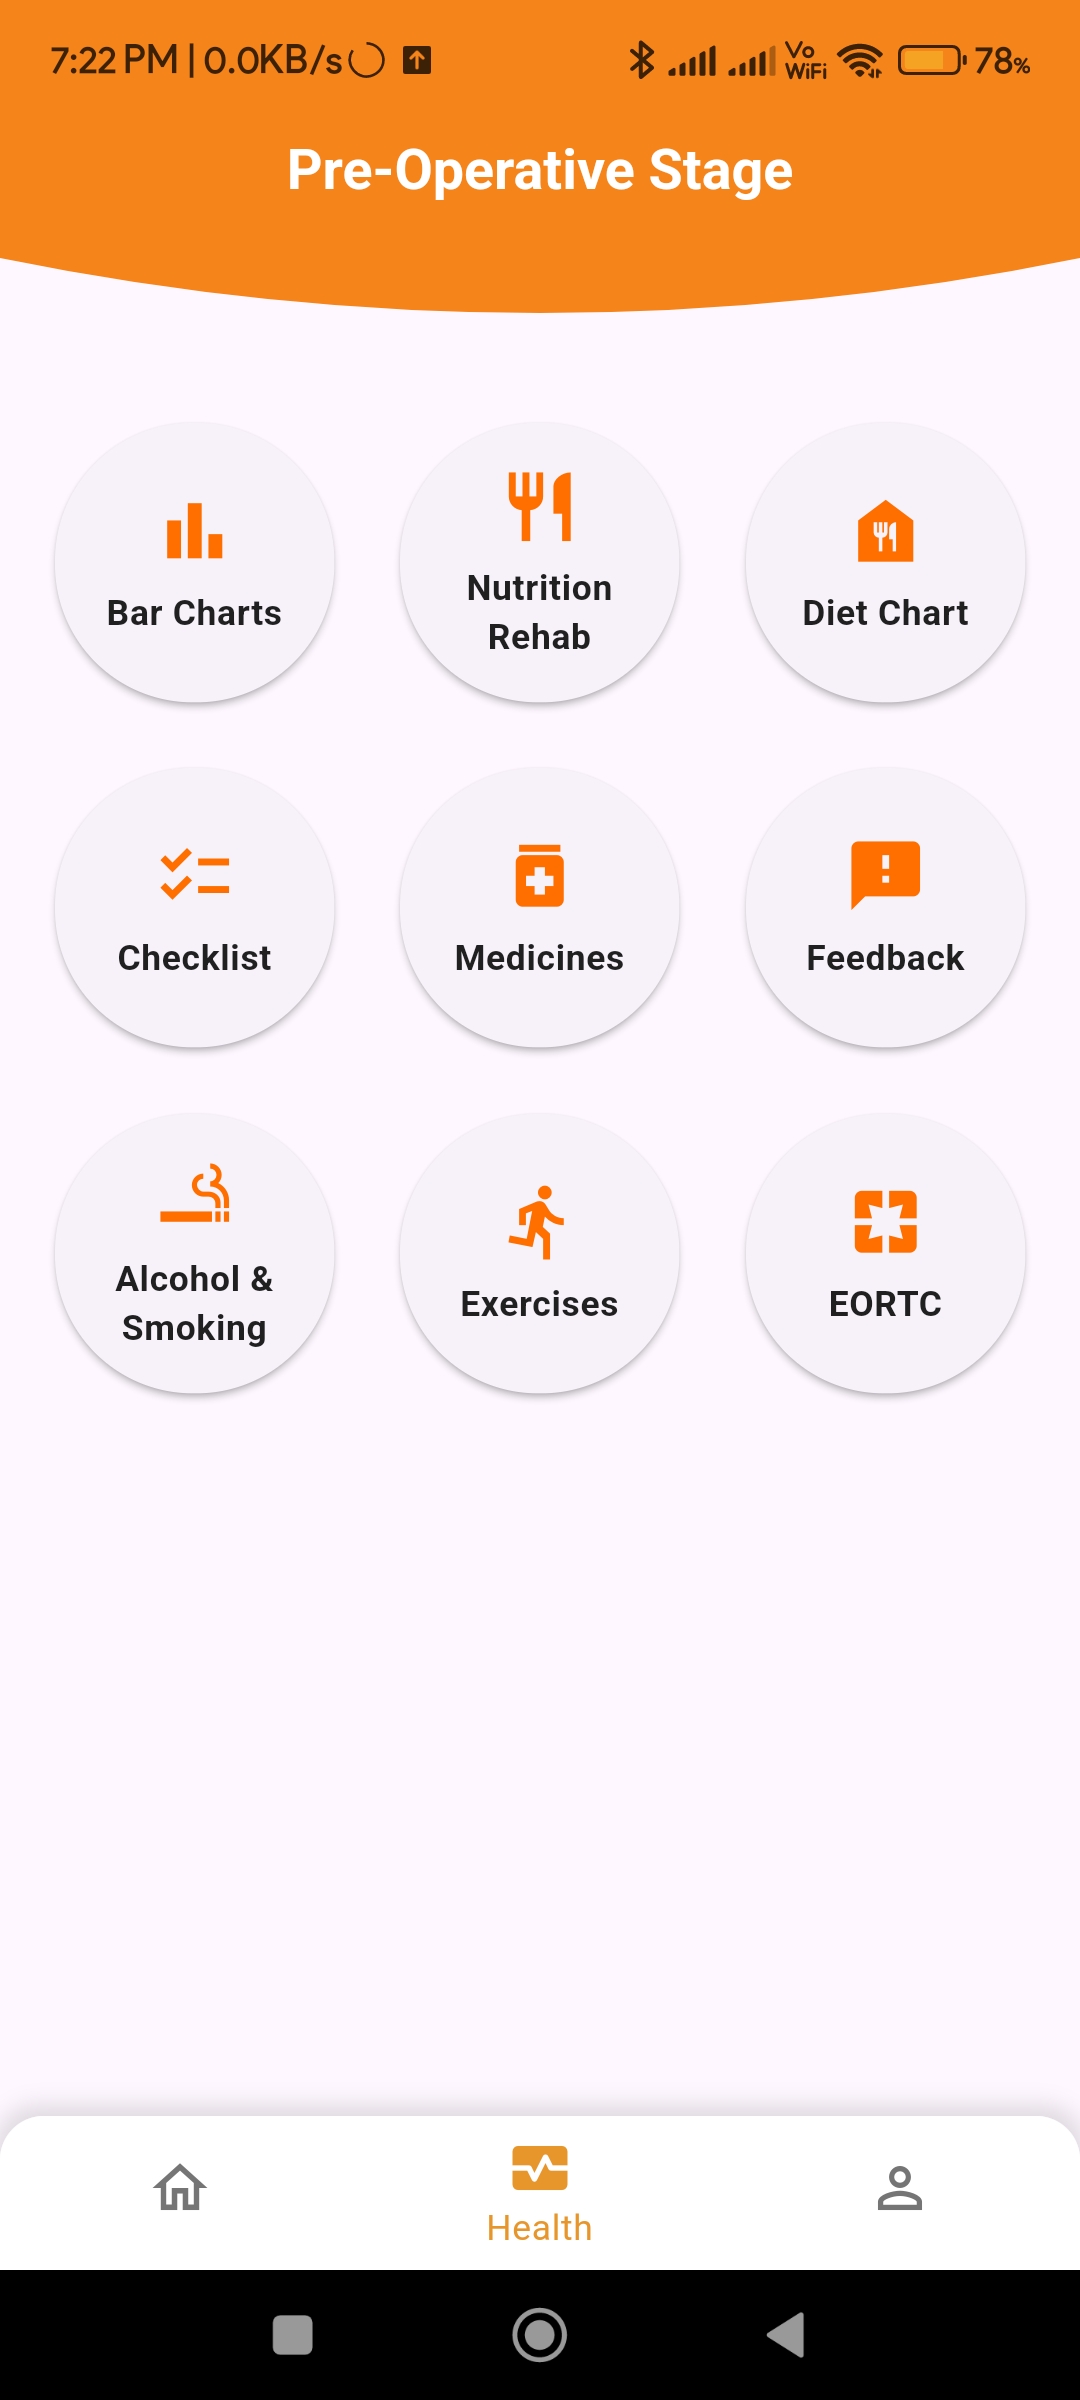 7:22 PM | 0.0KB/s
Vo
WiFi
78%
Pre-Operative Stage
Bar Charts
Nutrition
Rehab
Diet Chart
Checklist
Medicines
Feedback
Alcohol &
Smoking
Exercises
EORTC
Health